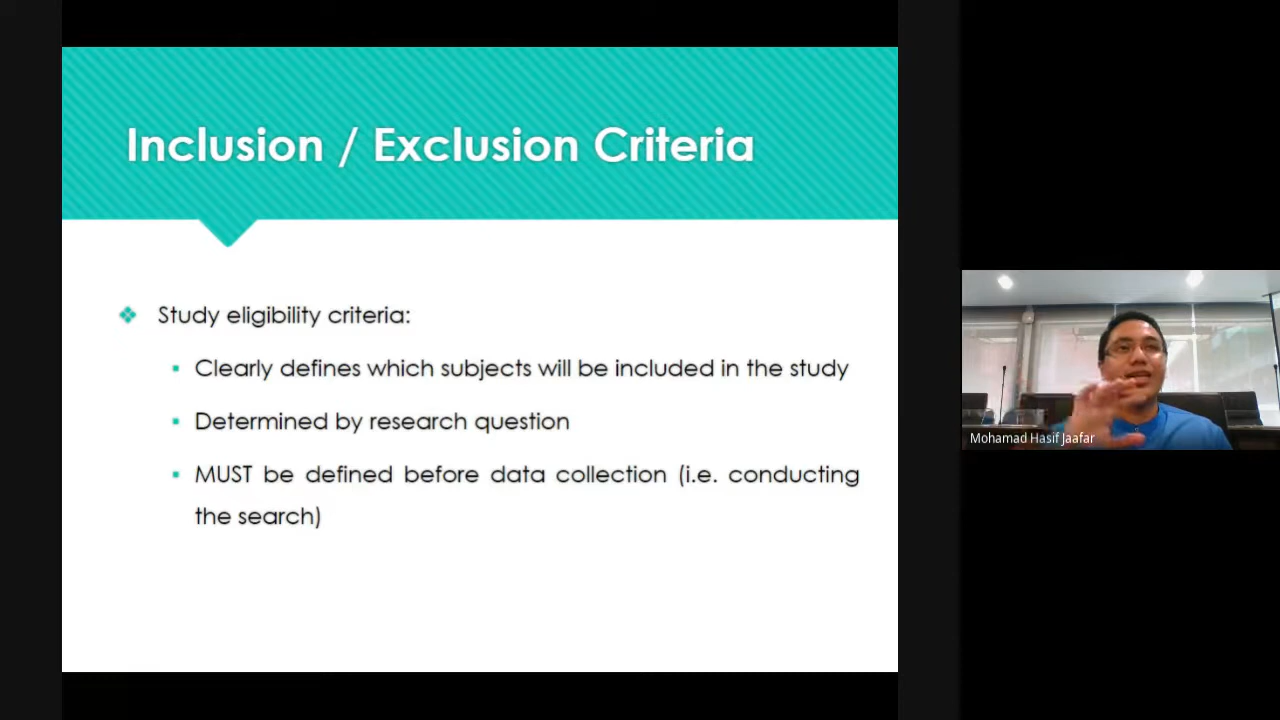 Inclusion / Exclusion Criteria
Study eligibility criteria:
Clearly defines which subjects will be included in the study
Determined by research question
MUST be defined before data collection (i.e. conducting
the search)
Mohamad Hasif Jaafar